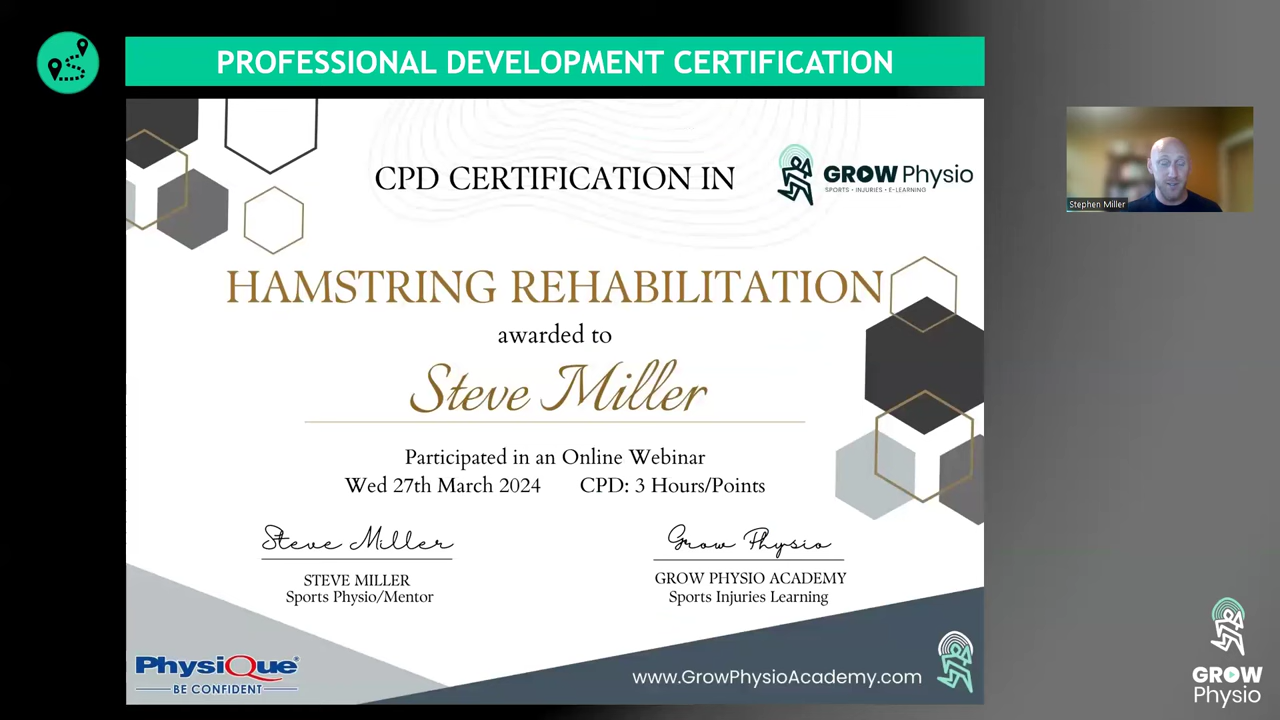 PROFESSIONAL DEVELOPMENT CERTIFICATION
CPD CERTIFICATION IN
GROW Physio
SPORTS • INJURIES • E-LEARNING
Stephen Miller
HAMSTRING REHABILITATION
awarded to
Steve Miller
Participated in an Online Webinar
Wed 27th March 2024 CPD: 3 Hours/Points
Steve Miller
STEVE MILLER
Sports Physio/Mentor
Grow Physio
GROW PHYSIO ACADEMY
Sports Injuries Learning
PhysiQue®
BE CONFIDENT
www.GrowPhysioAcademy.com
GROW
Physio